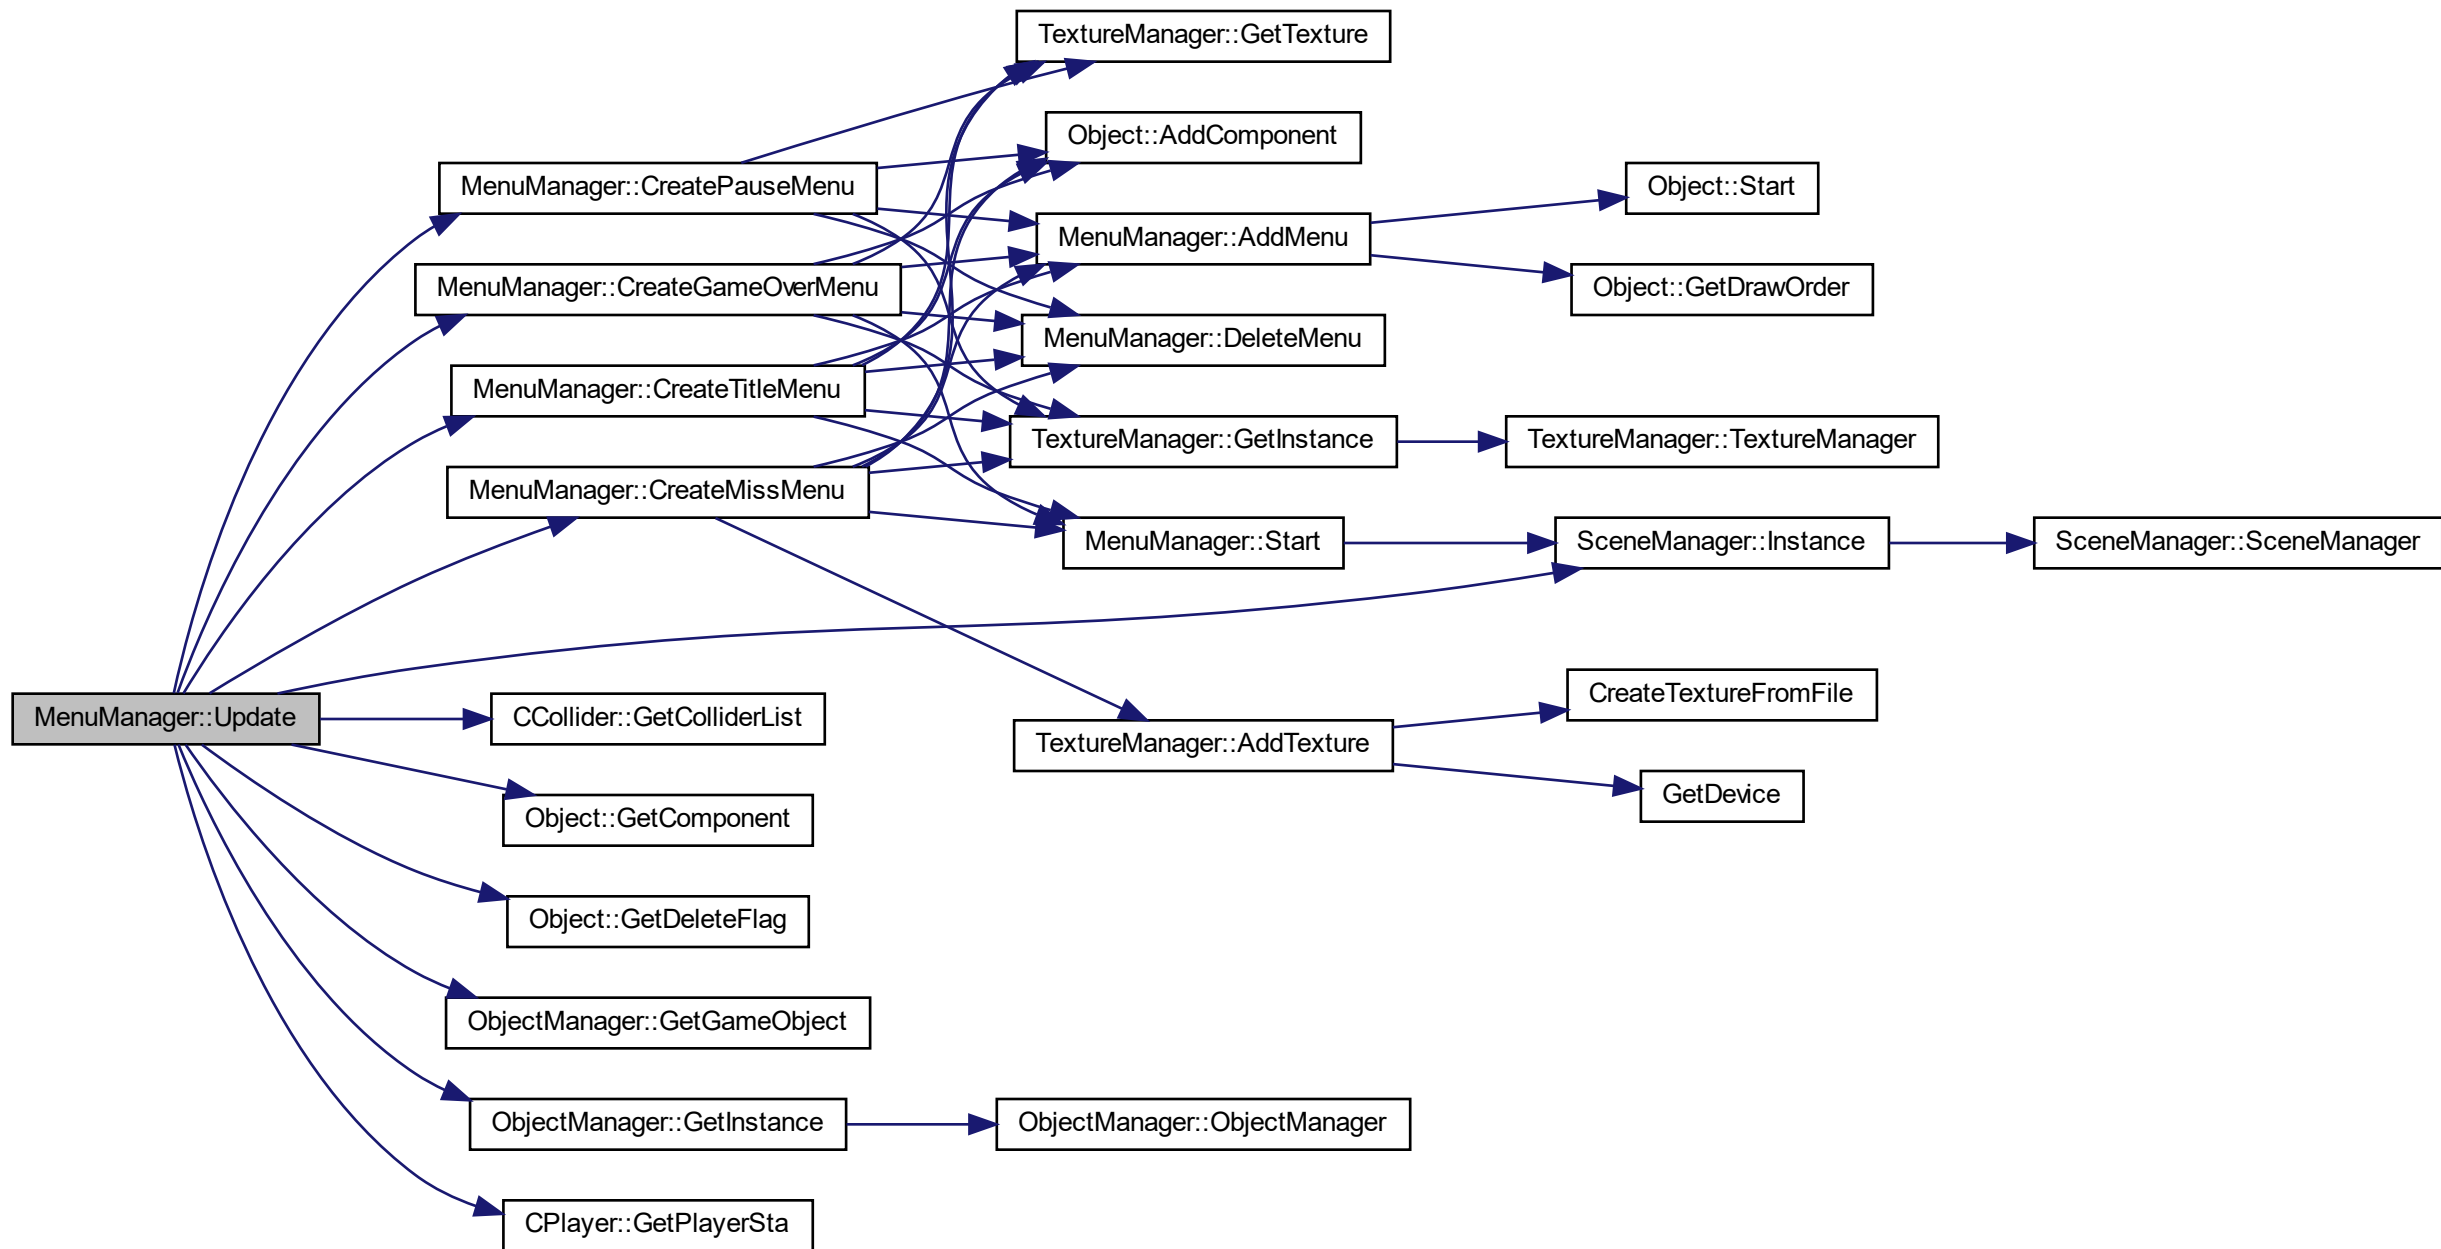 TextureManager::GetTexture
Object::AddComponent
MenuManager::CreatePauseMenu
Object::Start
MenuManager::AddMenu
MenuManager::CreateGameOverMenu
Object::GetDrawOrder
MenuManager::DeleteMenu
MenuManager::CreateTitleMenu
TextureManager::GetInstance
TextureManager::TextureManager
MenuManager::CreateMissMenu
MenuManager::Start
SceneManager::Instance
SceneManager::SceneManager
CreateTextureFromFile
MenuManager::Update
CCollider::GetColliderList
TextureManager::AddTexture
GetDevice
Object::GetComponent
Object::GetDeleteFlag
ObjectManager::GetGameObject
ObjectManager::GetInstance
ObjectManager::ObjectManager
CPlayer::GetPlayerSta